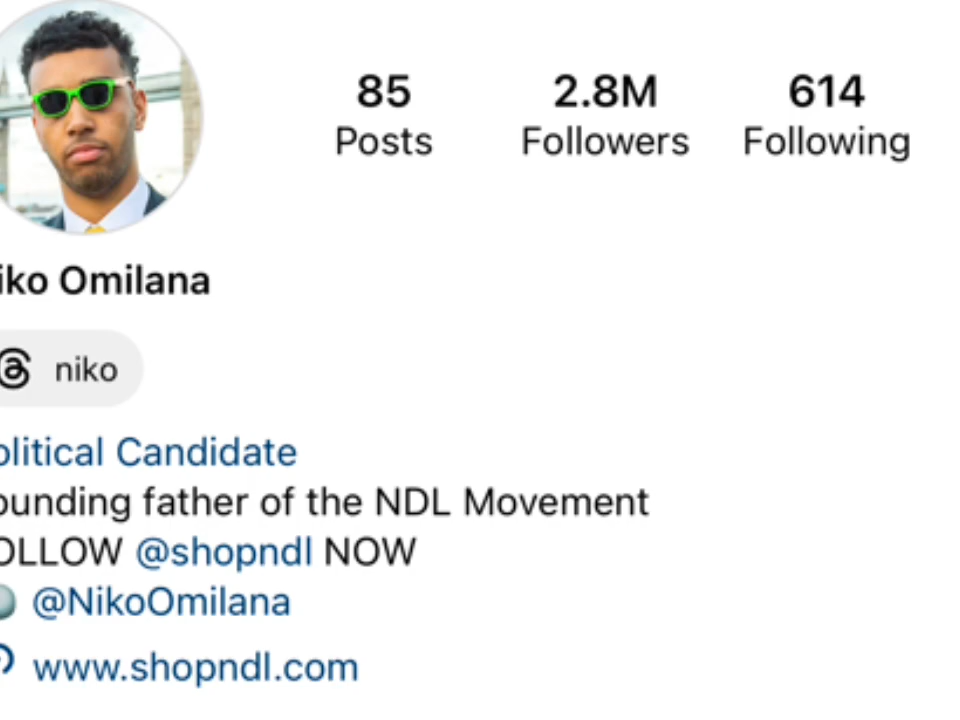 85 2.8M 614
Posts Followers Following
iko Omilana
niko
olitical Candidate
ounding father of the NDL Movement
OLLOW @shopndl NOW
@NikoOmilana
www.shopndl.com